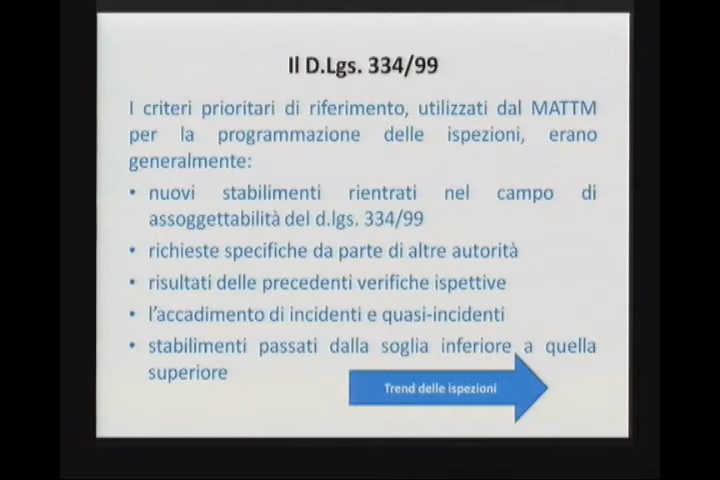 Il D.Lgs. 334/99
I criteri prioritari di riferimento, utilizzati dal MATTM
per la programmazione delle ispezioni, erano
generalmente:
• nuovi stabilimenti rientrati nel campo di
assoggettabilità del d.lgs. 334/99
• richieste specifiche da parte di altre autorità
• risultati delle precedenti verifiche ispettive
• l'accadimento di incidenti e quasi-incidenti
• stabilimenti passati dalla soglia inferiore a quella
superiore
Trend delle ispezioni